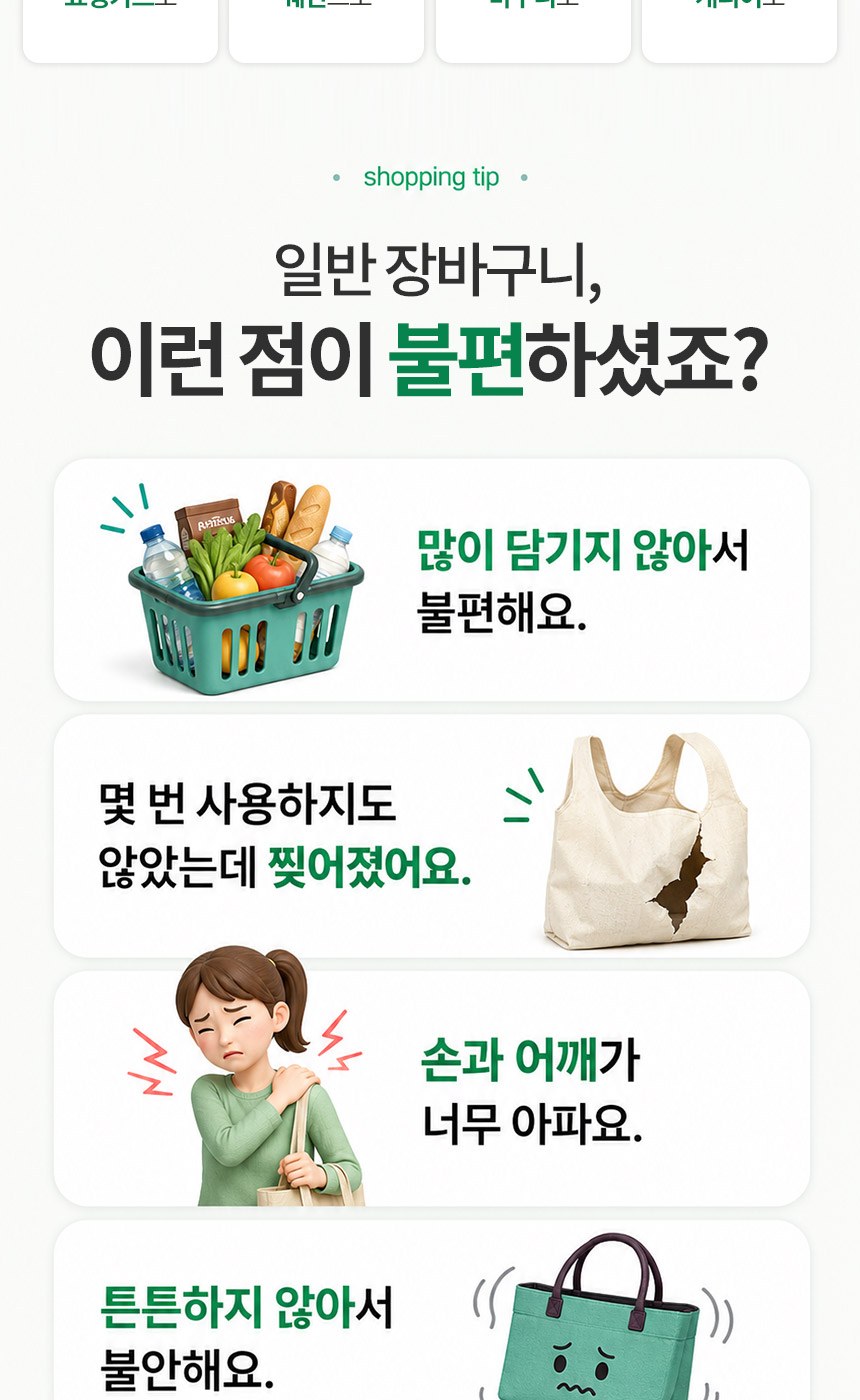 shopping tip
일반 장바구니,
이런 점이 불편하셨죠?
많이 담기지 않아서
불편해요.
몇 번 사용하지도
않았는데 찢어졌어요.
손과 어깨가
너무 아파요.
튼튼하지 않아서
불안해요.